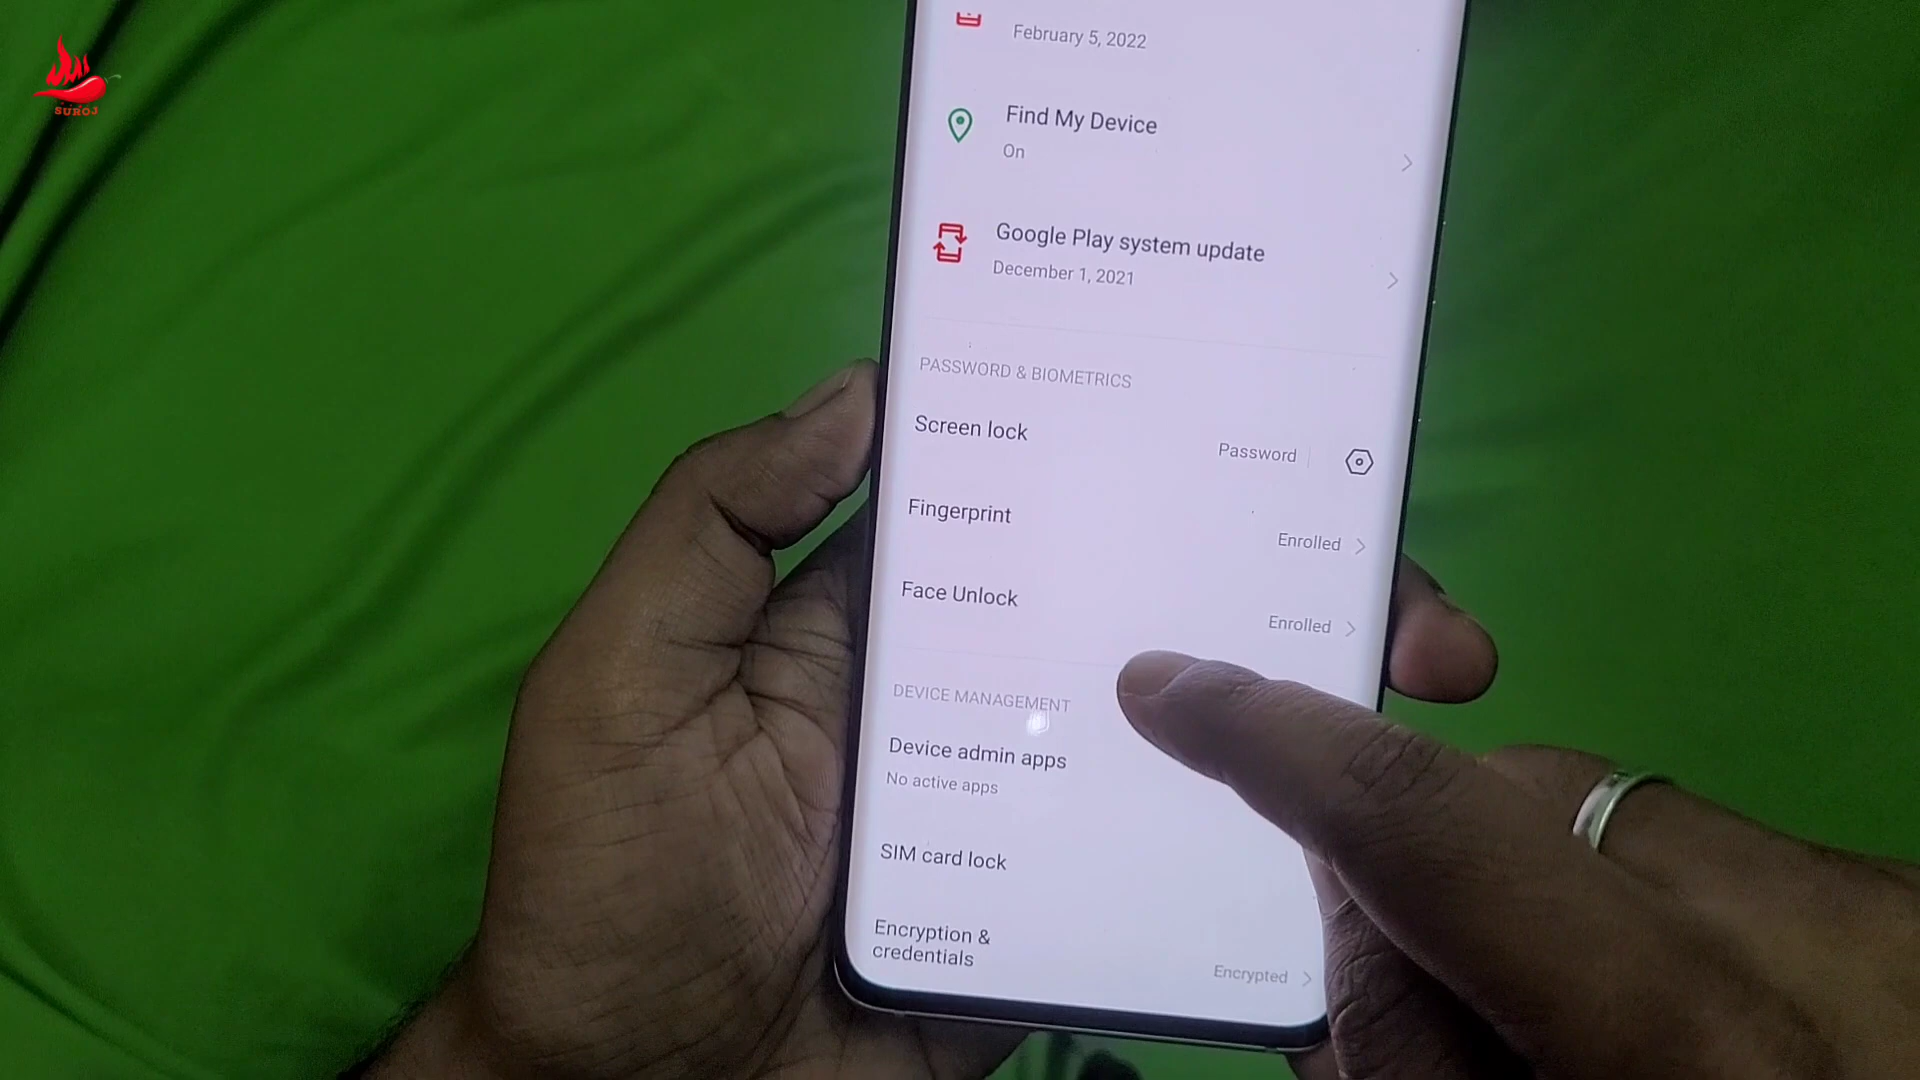 SUROJ
February 5, 2022
Find My Device
On
Google Play system update
December 1, 2021
PASSWORD & BIOMETRICS
Screen lock
Password
Fingerprint
Enrolled
Face Unlock
Enrolled
DEVICE MANAGEMENT
Device admin apps
No active apps
SIM card lock
Encryption &
credentials
Encrypted